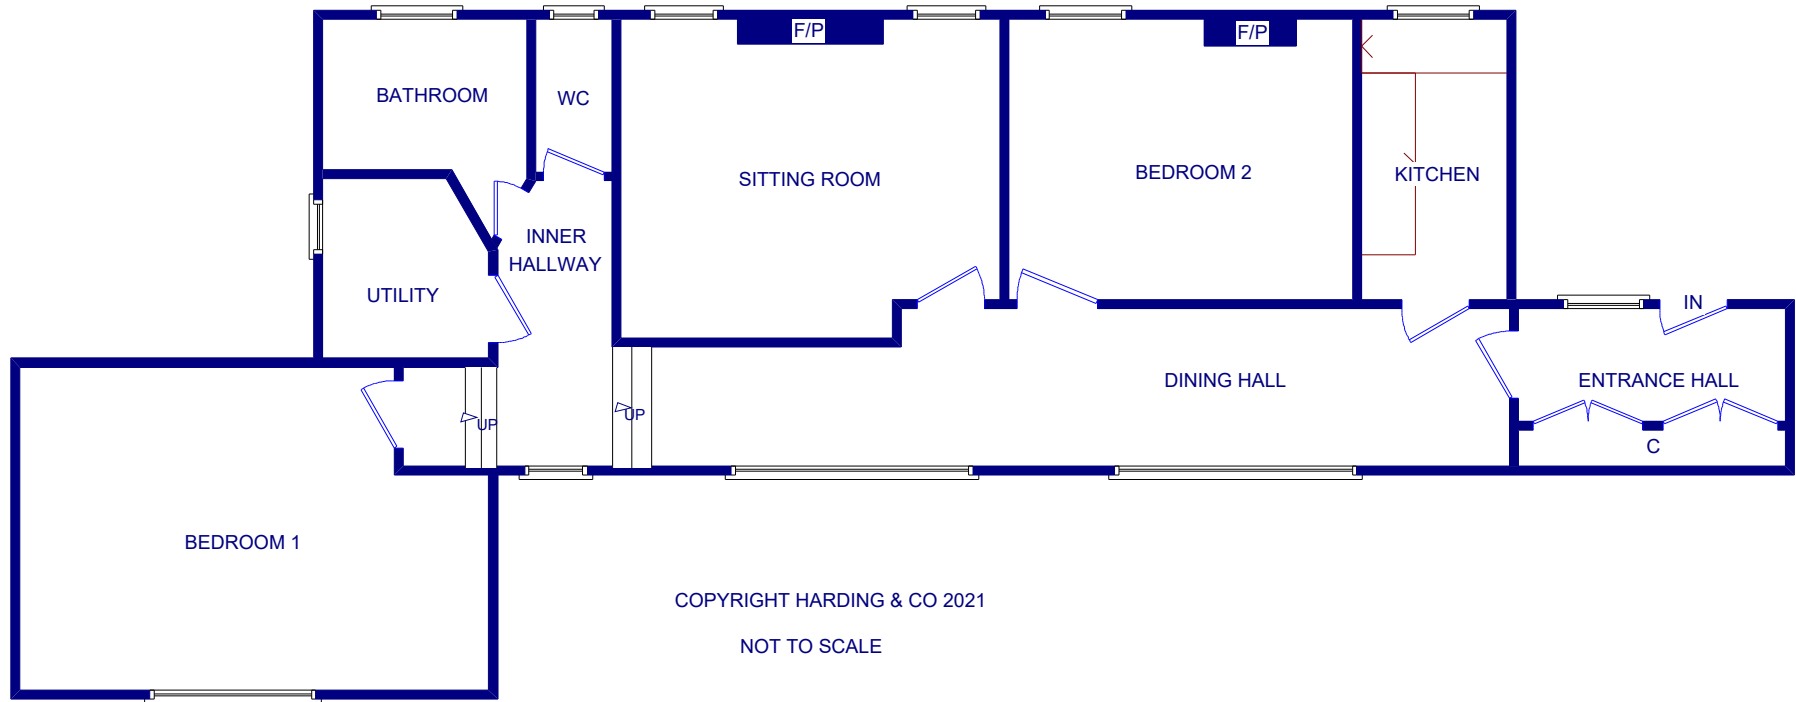 F/P
F/P
BATHROOM
WC
SITTING ROOM
BEDROOM 2
KITCHEN
INNER
HALLWAY
UTILITY
IN
DINING HALL
ENTRANCE HALL
UP
UP
C
BEDROOM 1
COPYRIGHT HARDING & CO 2021
NOT TO SCALE